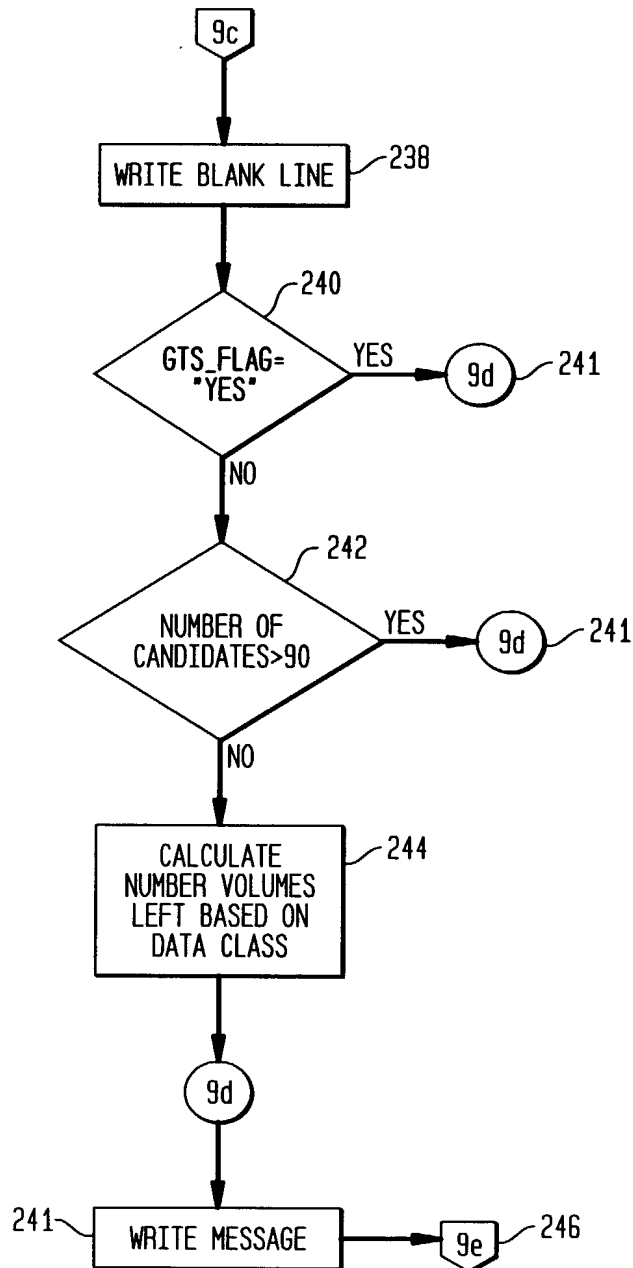 9c
WRITE BLANK LINE
238
240
GTS_FLAG=
"YES"
YES
9d
241
NO
242
NUMBER OF
CANDIDATES>90
YES
9d
241
NO
CALCULATE
NUMBER VOLUMES
LEFT BASED ON
DATA CLASS
244
9d
241
WRITE MESSAGE
9e
246